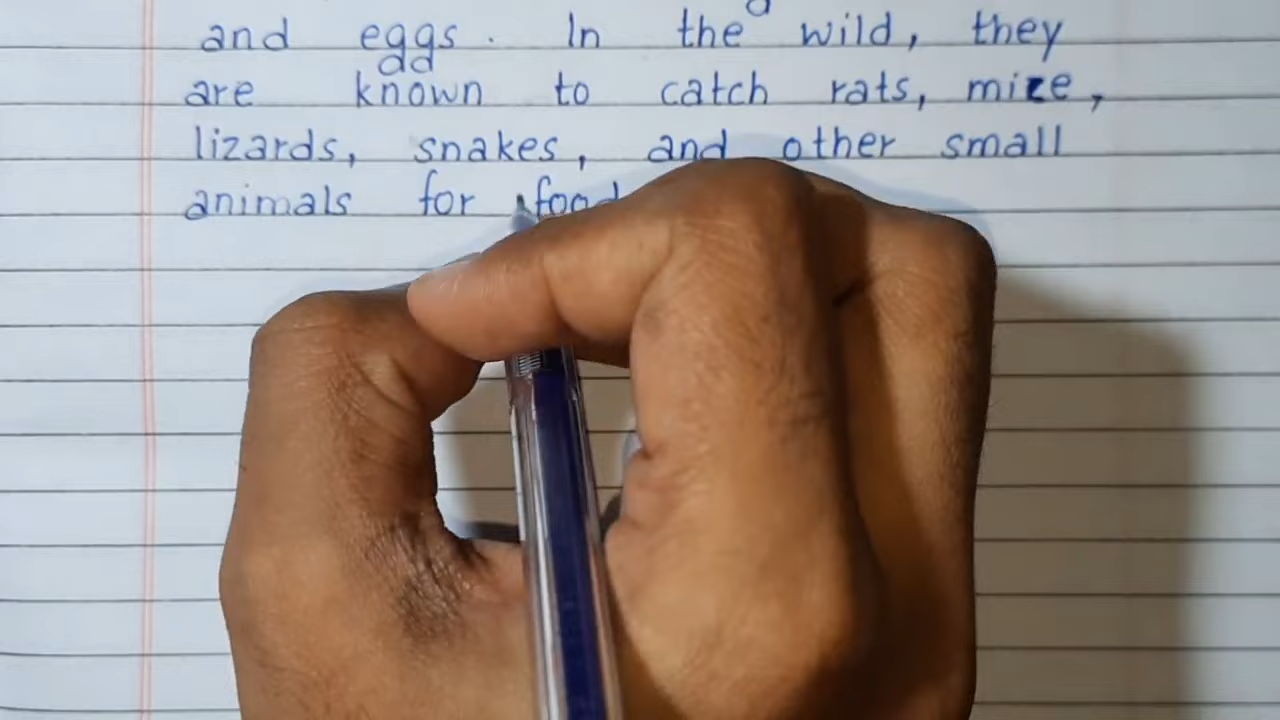 and eggs. In the wild, they
are known to catch rats, mice,
lizards, snakes, and other small
animals for food